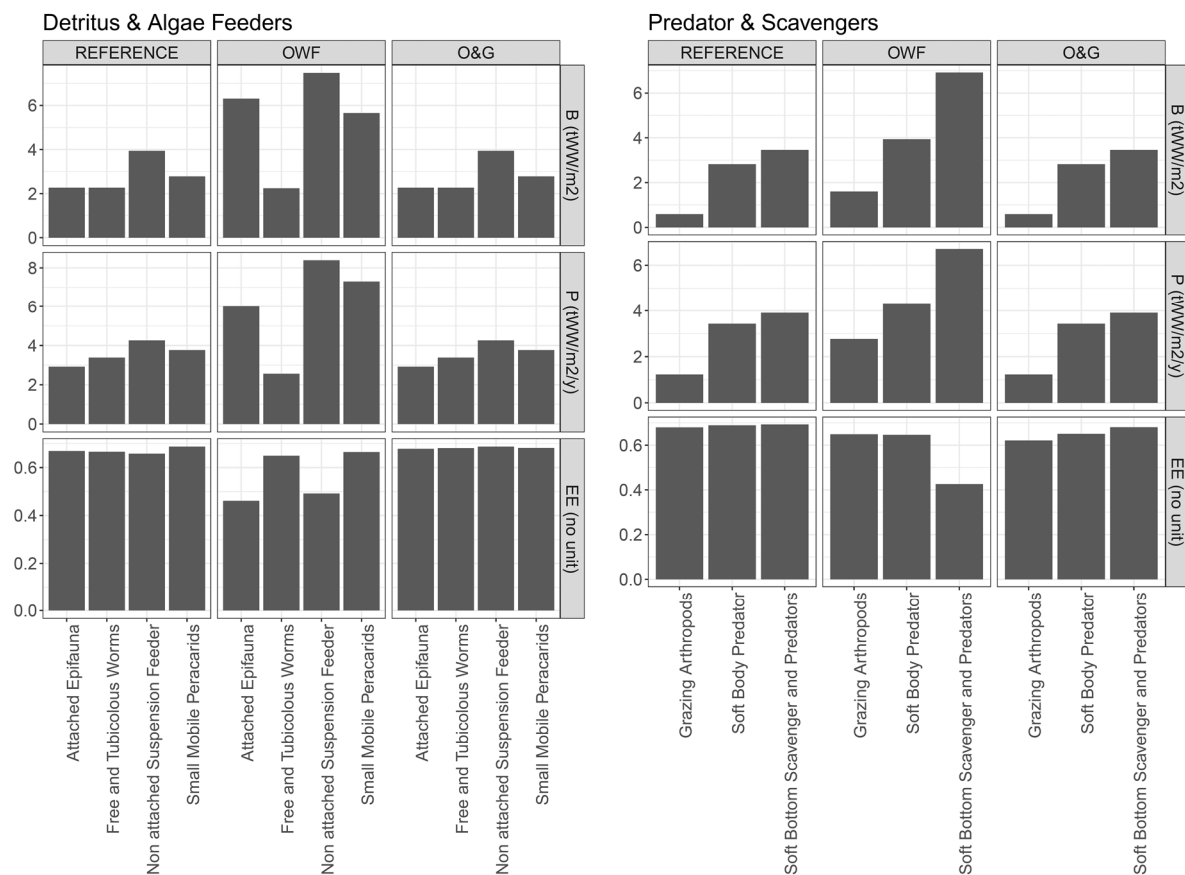 Detritus & Algae Feeders
REFERENCE
OWF
O&G
6
4
2
0
B (tWW/m2)
8
6
4
2
0
P (tWW/m2/y)
0.6
0.4
0.2
0.0
EE (no unit)
Attached Epifauna
Free and Tubicolous Worms
Non attached Suspension Feeder
Small Mobile Peracarids
Attached Epifauna
Free and Tubicolous Worms
Non attached Suspension Feeder
Small Mobile Peracarids
Attached Epifauna
Free and Tubicolous Worms
Non attached Suspension Feeder
Small Mobile Peracarids
Predator & Scavengers
REFERENCE
OWF
O&G
6
4
2
0
B (tWW/m2)
6
4
2
0
P (tWW/m2/y)
0.6
0.4
0.2
0.0
EE (no unit)
Grazing Arthropods
Soft Body Predator
Soft Bottom Scavenger and Predators
Grazing Arthropods
Soft Body Predator
Soft Bottom Scavenger and Predators
Grazing Arthropods
Soft Body Predator
Soft Bottom Scavenger and Predators